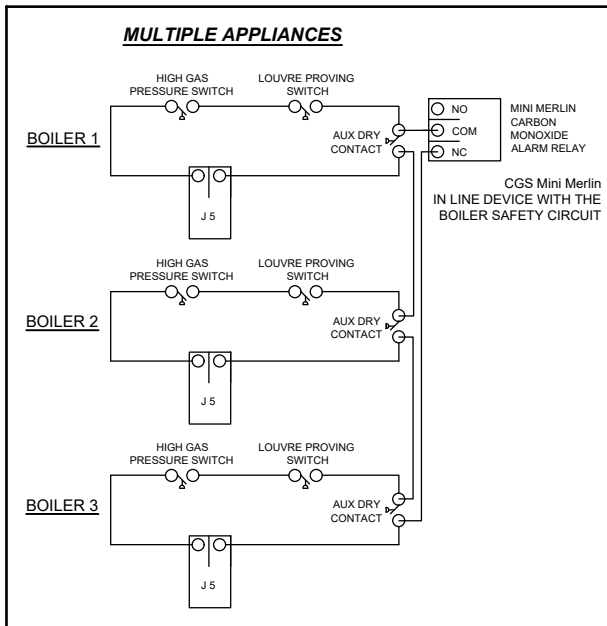 MULTIPLE APPLIANCES
HIGH GAS
PRESSURE SWITCH
LOUVRE PROVING
SWITCH
BOILER 1
AUX DRY
CONTACT
NO
COM
NC
MINI MERLIN
CARBON
MONOXIDE
ALARM RELAY
J 5
CGS Mini Merlin
IN LINE DEVICE WITH THE
BOILER SAFETY CIRCUIT
HIGH GAS
PRESSURE SWITCH
LOUVRE PROVING
SWITCH
BOILER 2
AUX DRY
CONTACT
J 5
HIGH GAS
PRESSURE SWITCH
LOUVRE PROVING
SWITCH
BOILER 3
AUX DRY
CONTACT
J 5